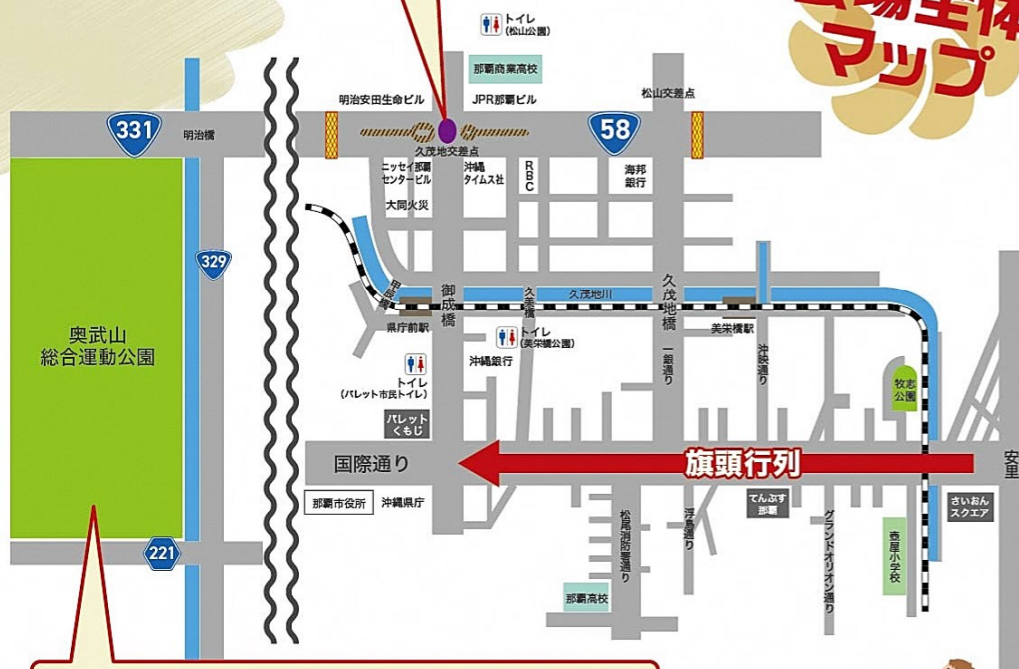 会場全体
マップ
トイレ
(松山公園)
那覇商業高校
明治安田生命ビル
JPR那覇ビル
松山交差点
331
明治橋
58
久茂地交差点
ニッセイ那覇
センタービル
沖縄
タイムス社
RBC
海邦
銀行
大同火災
329
奥武山
総合運動公園
甲辰橋
御成橋
久美橋
久茂地川
久茂地橋
県庁前駅
美栄橋駅
トイレ
(美栄橋公園)
沖縄銀行
一銀通り
沖映通り
トイレ
(パレット市民トイレ)
牧志
公園
パレット
くもじ
国際通り
旗頭行列
安里
那覇市役所
沖縄県庁
てんぶす
那覇
さいおん
スクエア
松尾消防署通り
浮島通り
グランドオリオン通り
壺屋小学校
221
那覇高校